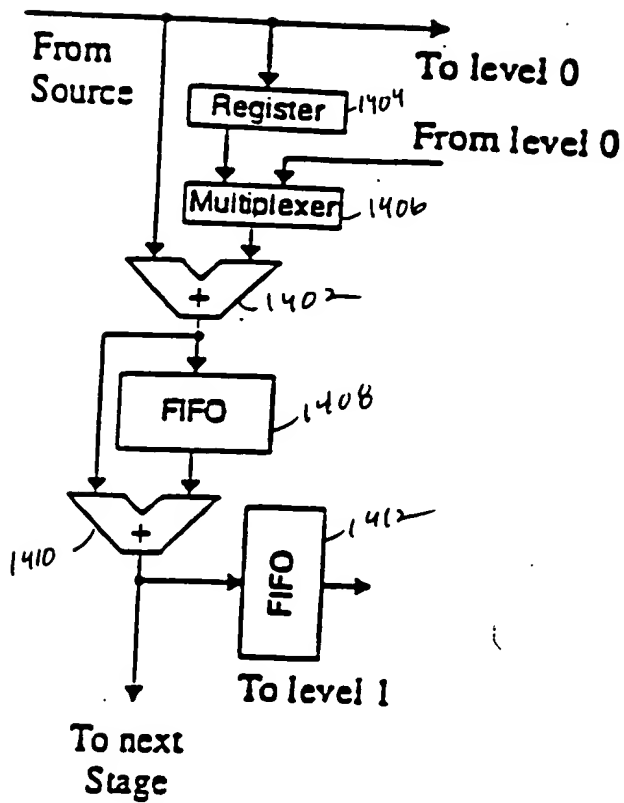 From
Source
To level 0
Register
1404
From level 0
Multiplexer
1406
+
1402
FIFO
1408
+
1410
FIFO
1412
To level 1
To next
Stage